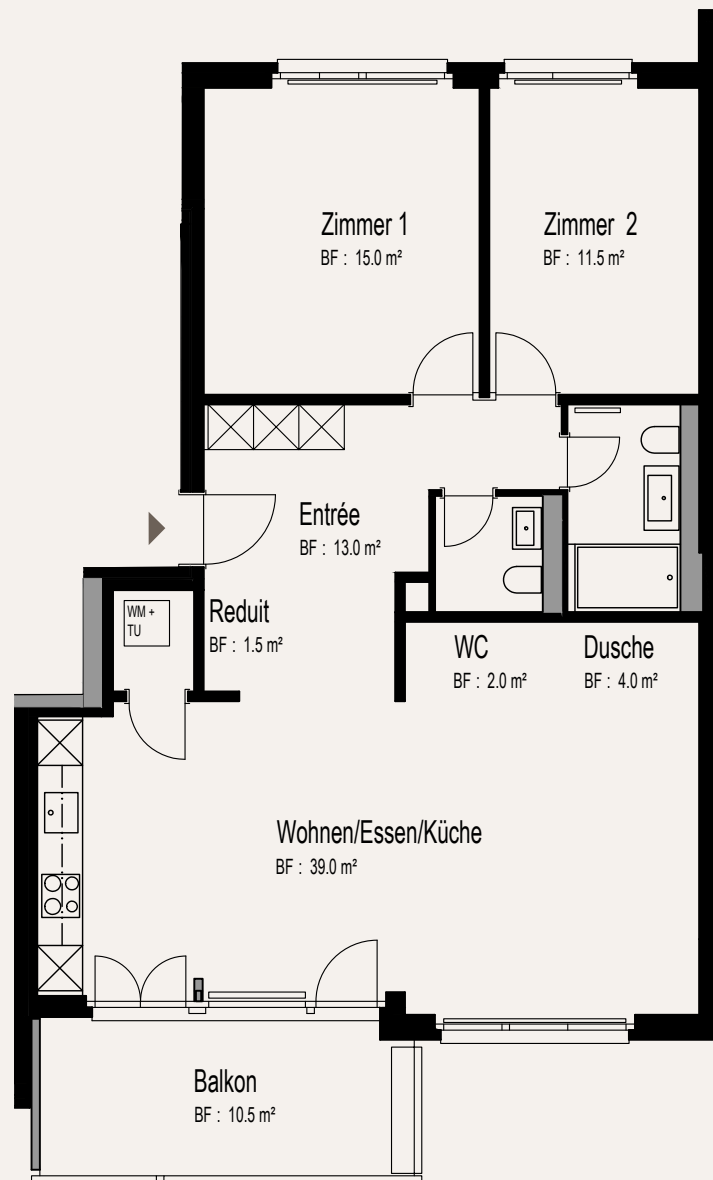 Zimmer 1
BF : 15.0 m²
Zimmer 2
BF : 11.5 m²
Entrée
BF : 13.0 m²
WM +
TU
Reduit
BF : 1.5 m²
WC
BF : 2.0 m²
Dusche
BF : 4.0 m²
Wohnen/Essen/Küche
BF : 39.0 m²
Balkon
BF : 10.5 m²